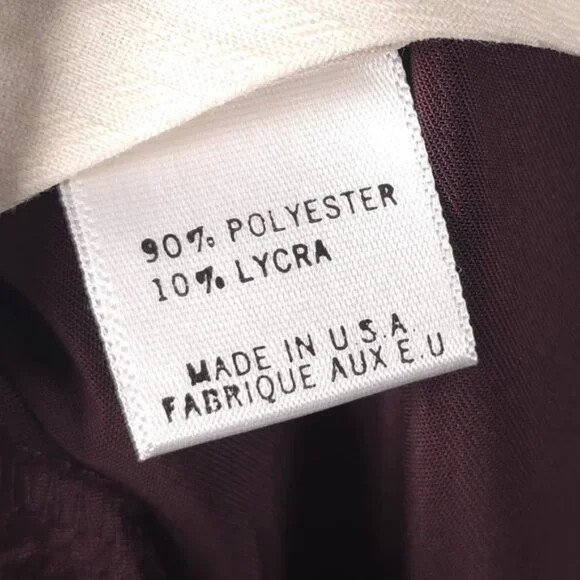 90% POLYESTER
10% LYCRA
MADE IN U.S.A.
FABRIQUE AUX E.U